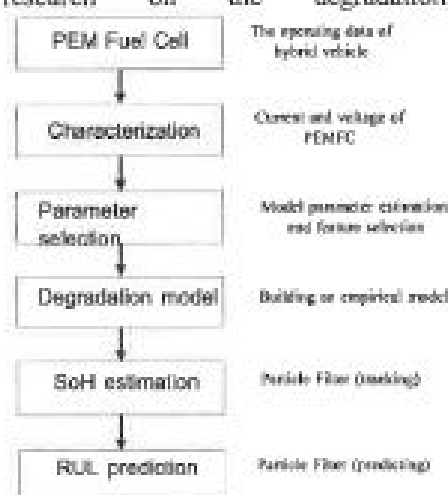 research on the degradation
PEM Fuel Cell
The operating data of
hybrid vehicle
Characterization
Current and voltage of
PEMFC
Parameter
selection
Model parameter estimation
and feature selection
Degradation model
Building an empirical model
SoH estimation
Particle Filter (tracking)
RUL prediction
Particle Filter (predicting)